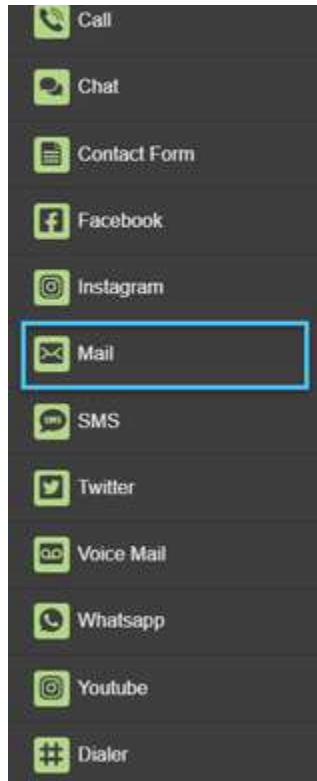 Call
Chat
Contact Form
Facebook
Instagram
Mail
SMS
Twitter
Voice Mail
Whatsapp
Youtube
Dialer